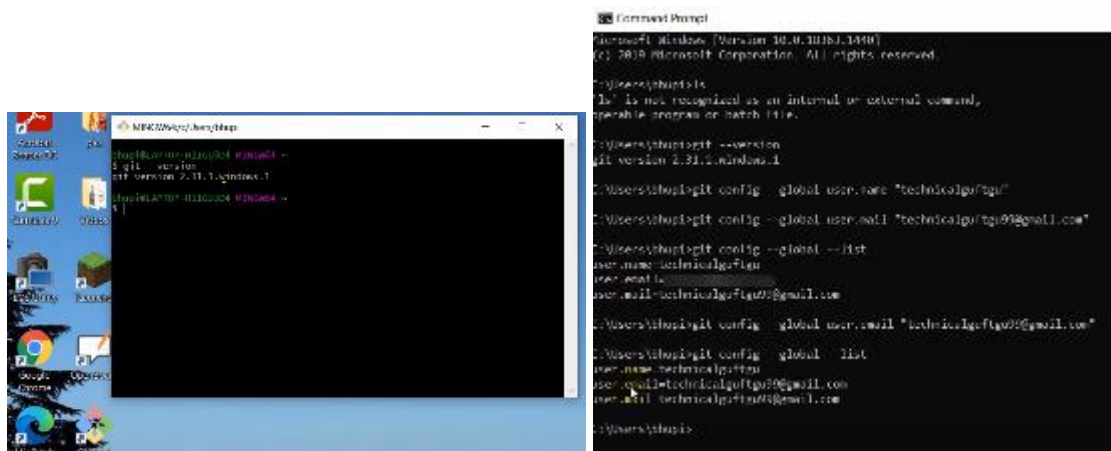 Google
Chrome
MINGW64:/c/Users/bhupi
MINGW64 ~
$ git --version
git version 2.31.1.windows.1
MINGW64 ~
$
Command Prompt
Microsoft Windows [Version 10.0.18363.1440]
(c) 2019 Microsoft Corporation. All rights reserved.
C:\Users\bhupi>ls
'ls' is not recognized as an internal or external command,
operable program or batch file.
C:\Users\bhupi>git --version
git version 2.31.1.windows.1
C:\Users\bhupi>git config --global user.name "technicalguftgu"
C:\Users\bhupi>git config --global user.mail "technicalguftgu99@gmail.com"
C:\Users\bhupi>git config --global --list
user.name=technicalguftgu
user.email=
user.mail=technicalguftgu99@gmail.com
C:\Users\bhupi>git config --global user.email "technicalguftgu99@gmail.com"
C:\Users\bhupi>git config --global --list
user.name=technicalguftgu
user.email=technicalguftgu99@gmail.com
user.mail=technicalguftgu99@gmail.com
C:\Users\bhupi>